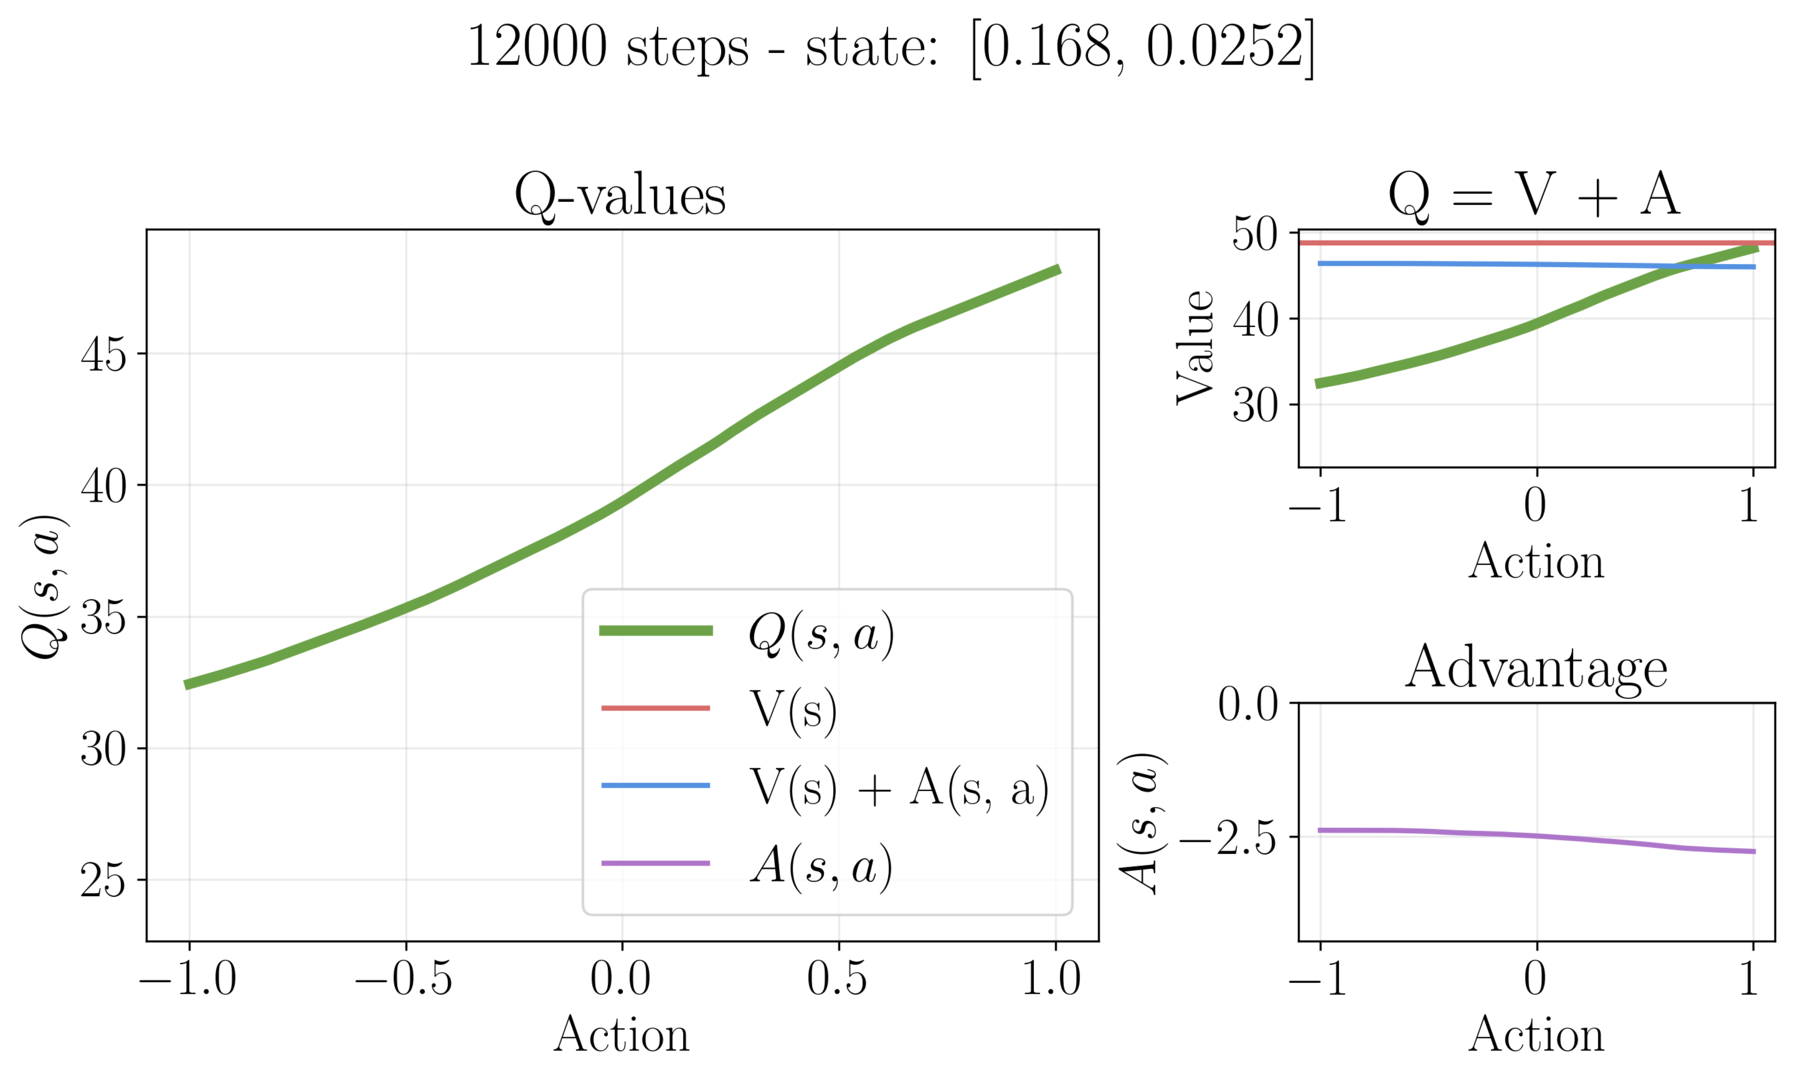 12000 steps - state: [0.168, 0.0252]
Q-values
Q(s, a)
45
40
35
30
25
−1.0 −0.5 0.0 0.5 1.0
Action
Q(s, a)
V(s)
V(s) + A(s, a)
A(s, a)
Q = V + A
Value
50
40
30
−1 0 1
Action
Advantage
A(s, a)
0.0
−2.5
−1 0 1
Action